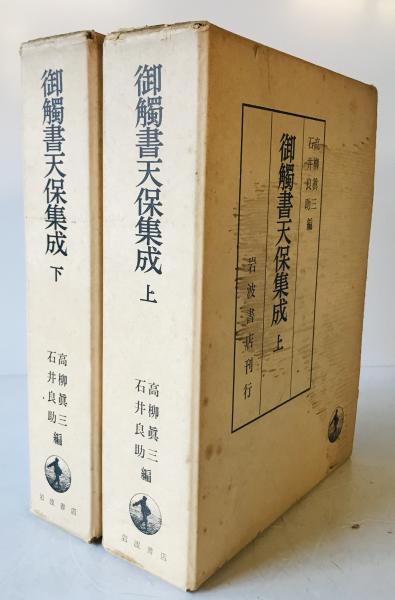 御觸書天保集成 上
高柳眞三
石井良助 編
岩波書店
御觸書天保集成 下
高柳眞三
石井良助 編
岩波書店
高柳眞三
石井良助 編
御觸書天保集成 上
岩波書店刊行